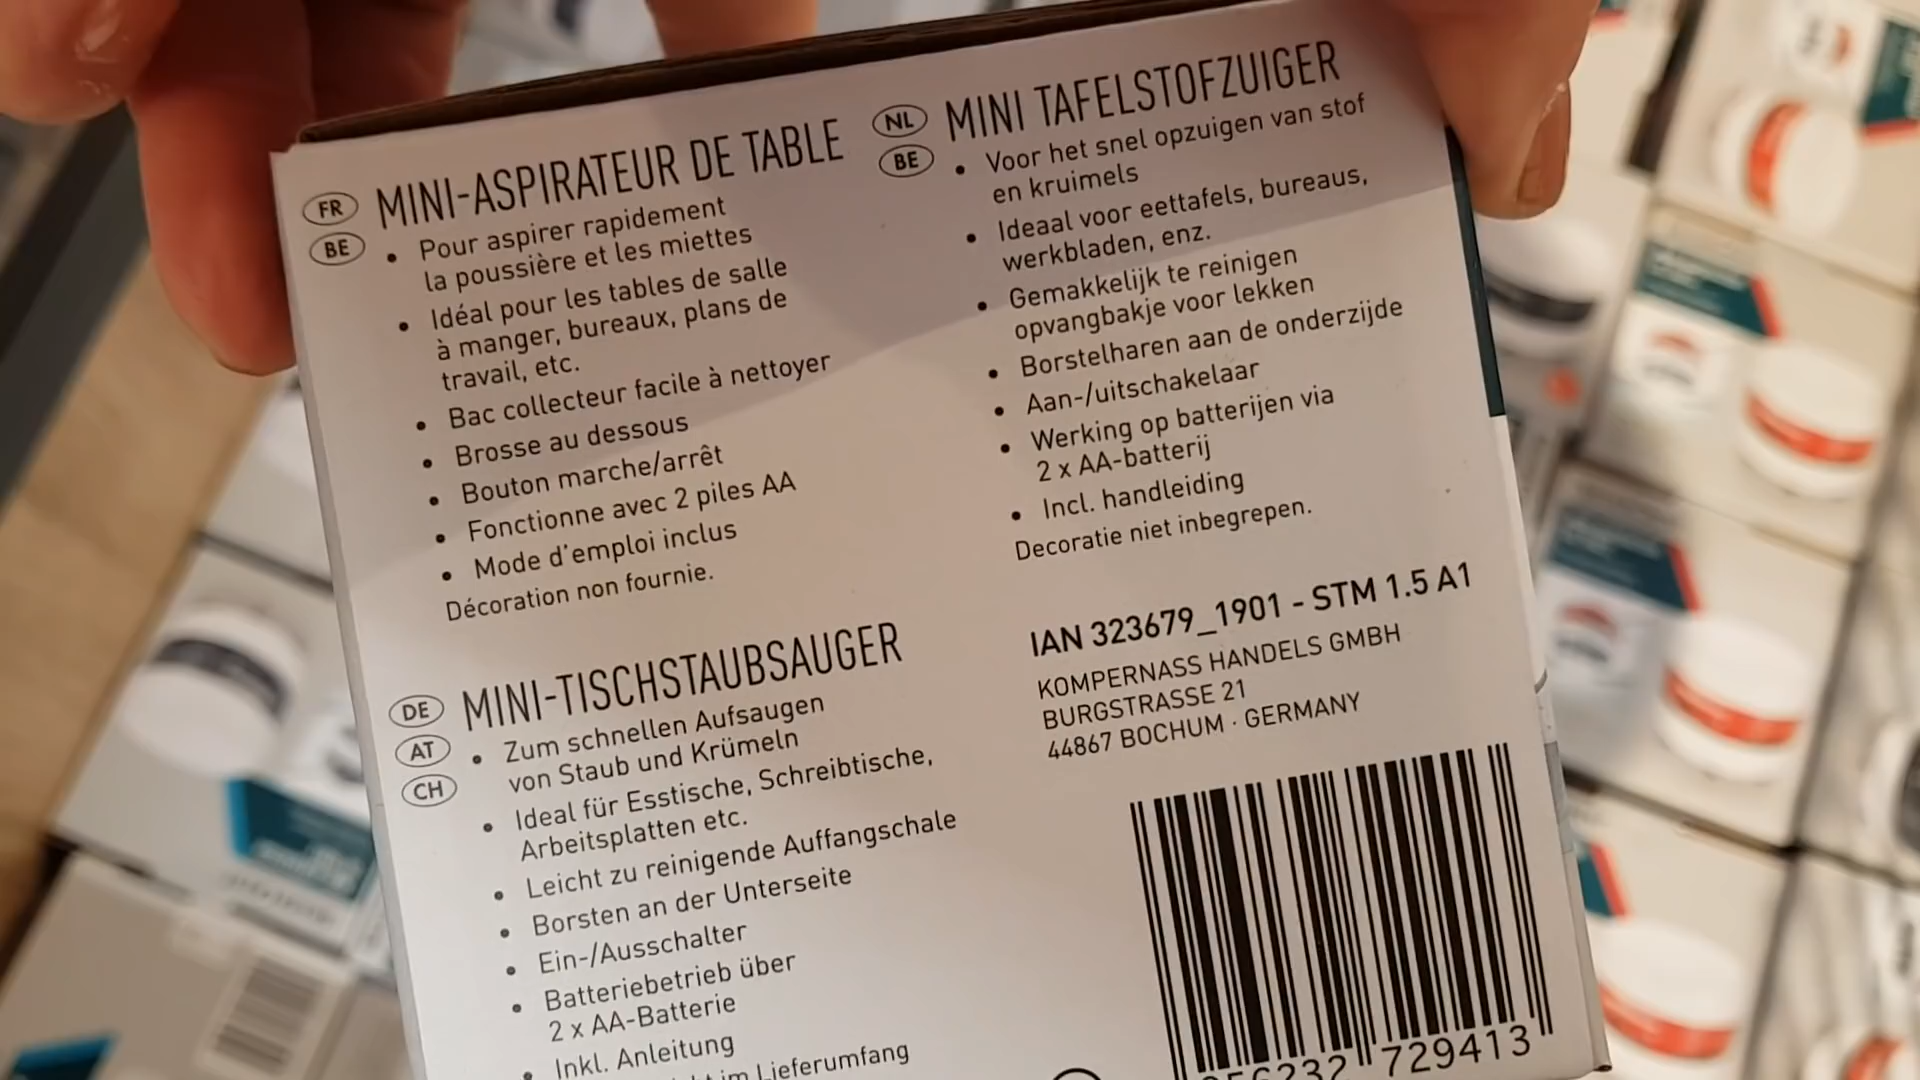 FR
BE
MINI-ASPIRATEUR DE TABLE
• Pour aspirer rapidement
la poussière et les miettes
• Idéal pour les tables de salle
à manger, bureaux, plans de
travail, etc.
• Bac collecteur facile à nettoyer
• Brosse au dessous
• Bouton marche/arrêt
• Fonctionne avec 2 piles AA
• Mode d'emploi inclus
Décoration non fournie.
NL
BE
MINI TAFELSTOFZUIGER
• Voor het snel opzuigen van stof
en kruimels
• Ideaal voor eettafels, bureaus,
werkbladen, enz.
• Gemakkelijk te reinigen
opvangbakje voor lekken
• Borstelharen aan de onderzijde
• Aan-/uitschakelaar
• Werking op batterijen via
2 x AA-batterij
• Incl. handleiding
Decoratie niet inbegrepen.
DE
AT
CH
MINI-TISCHSTAUBSAUGER
• Zum schnellen Aufsaugen
von Staub und Krümeln
• Ideal für Esstische, Schreibtische,
Arbeitsplatten etc.
• Leicht zu reinigende Auffangschale
• Borsten an der Unterseite
• Ein-/Ausschalter
• Batteriebetrieb über
2 x AA-Batterie
• Inkl. Anleitung
im Lieferumfang
IAN 323679_1901 - STM 1.5 A1
KOMPERNASS HANDELS GMBH
BURGSTRASSE 21
44867 BOCHUM · GERMANY
729413